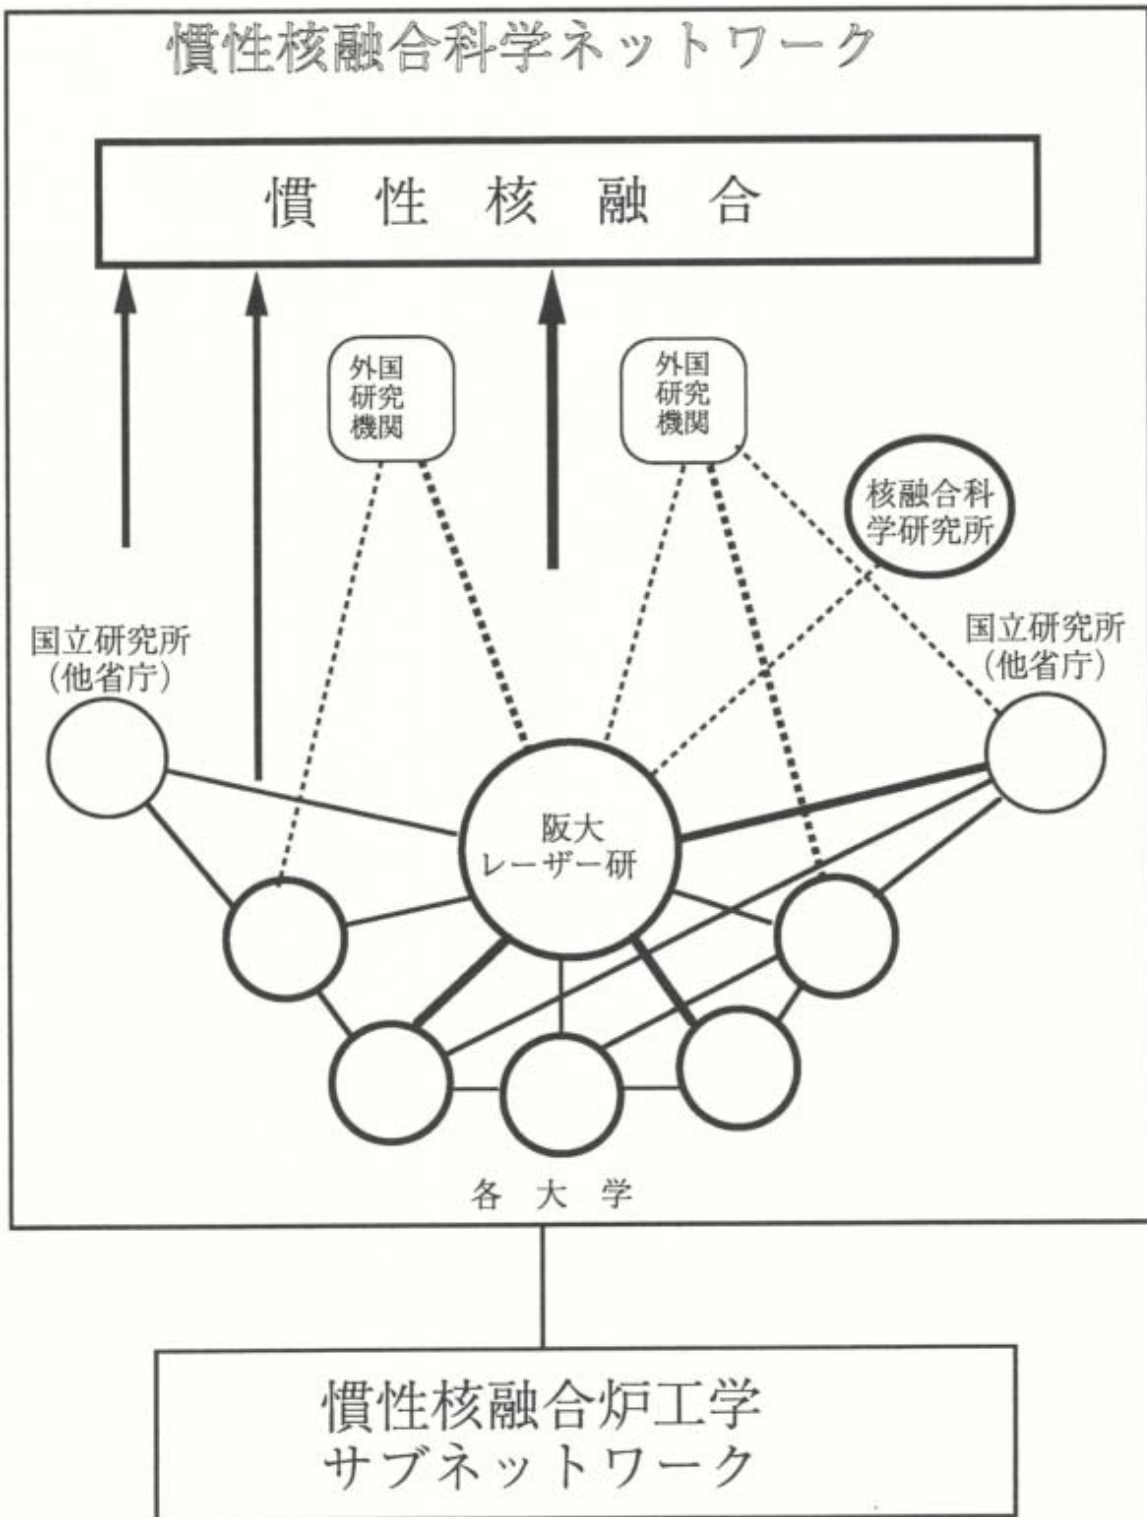 慣性核融合科学ネットワーク
慣性核融合
外国
研究
機関
外国
研究
機関
核融合科
学研究所
国立研究所
(他省庁)
国立研究所
(他省庁)
阪大
レーザー研
各大学
慣性核融合炉工学
サブネットワーク